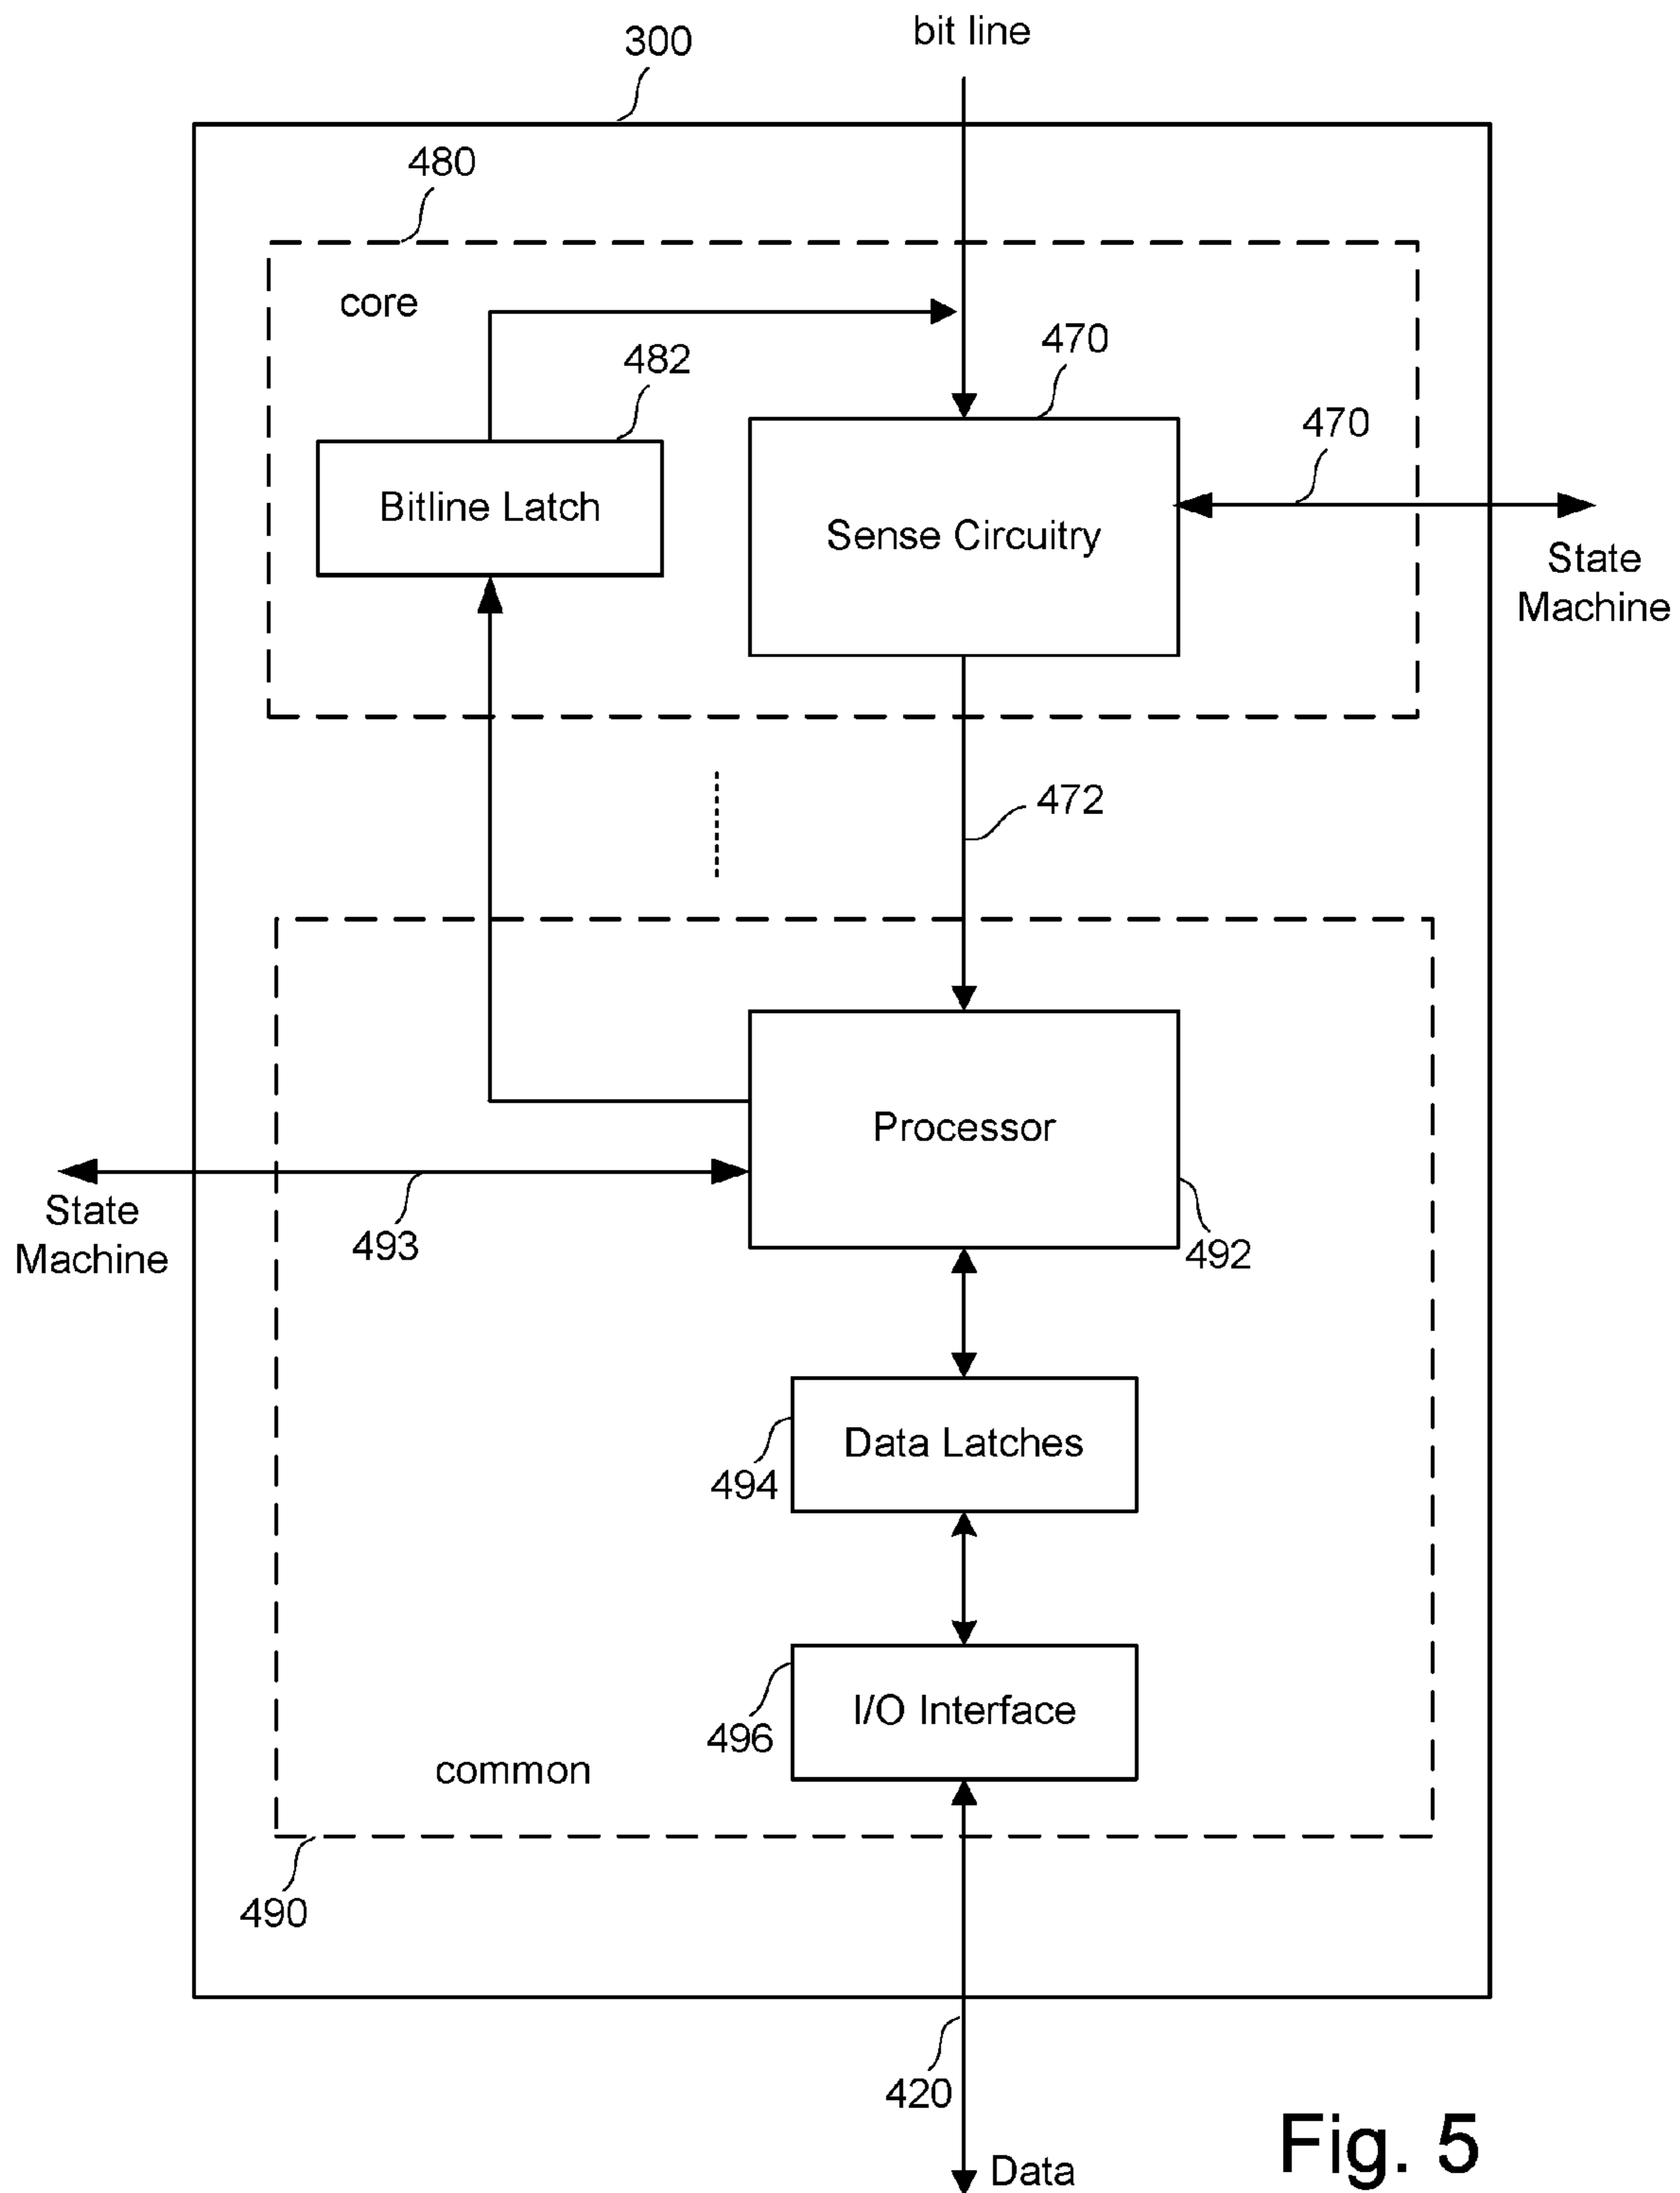 bit line
300
480
core
470
482
470
Bitline Latch
Sense Circuitry
State
Machine
472
Processor
State
Machine
493
492
Data Latches
494
I/O Interface
496
common
490
420
Data
Fig. 5